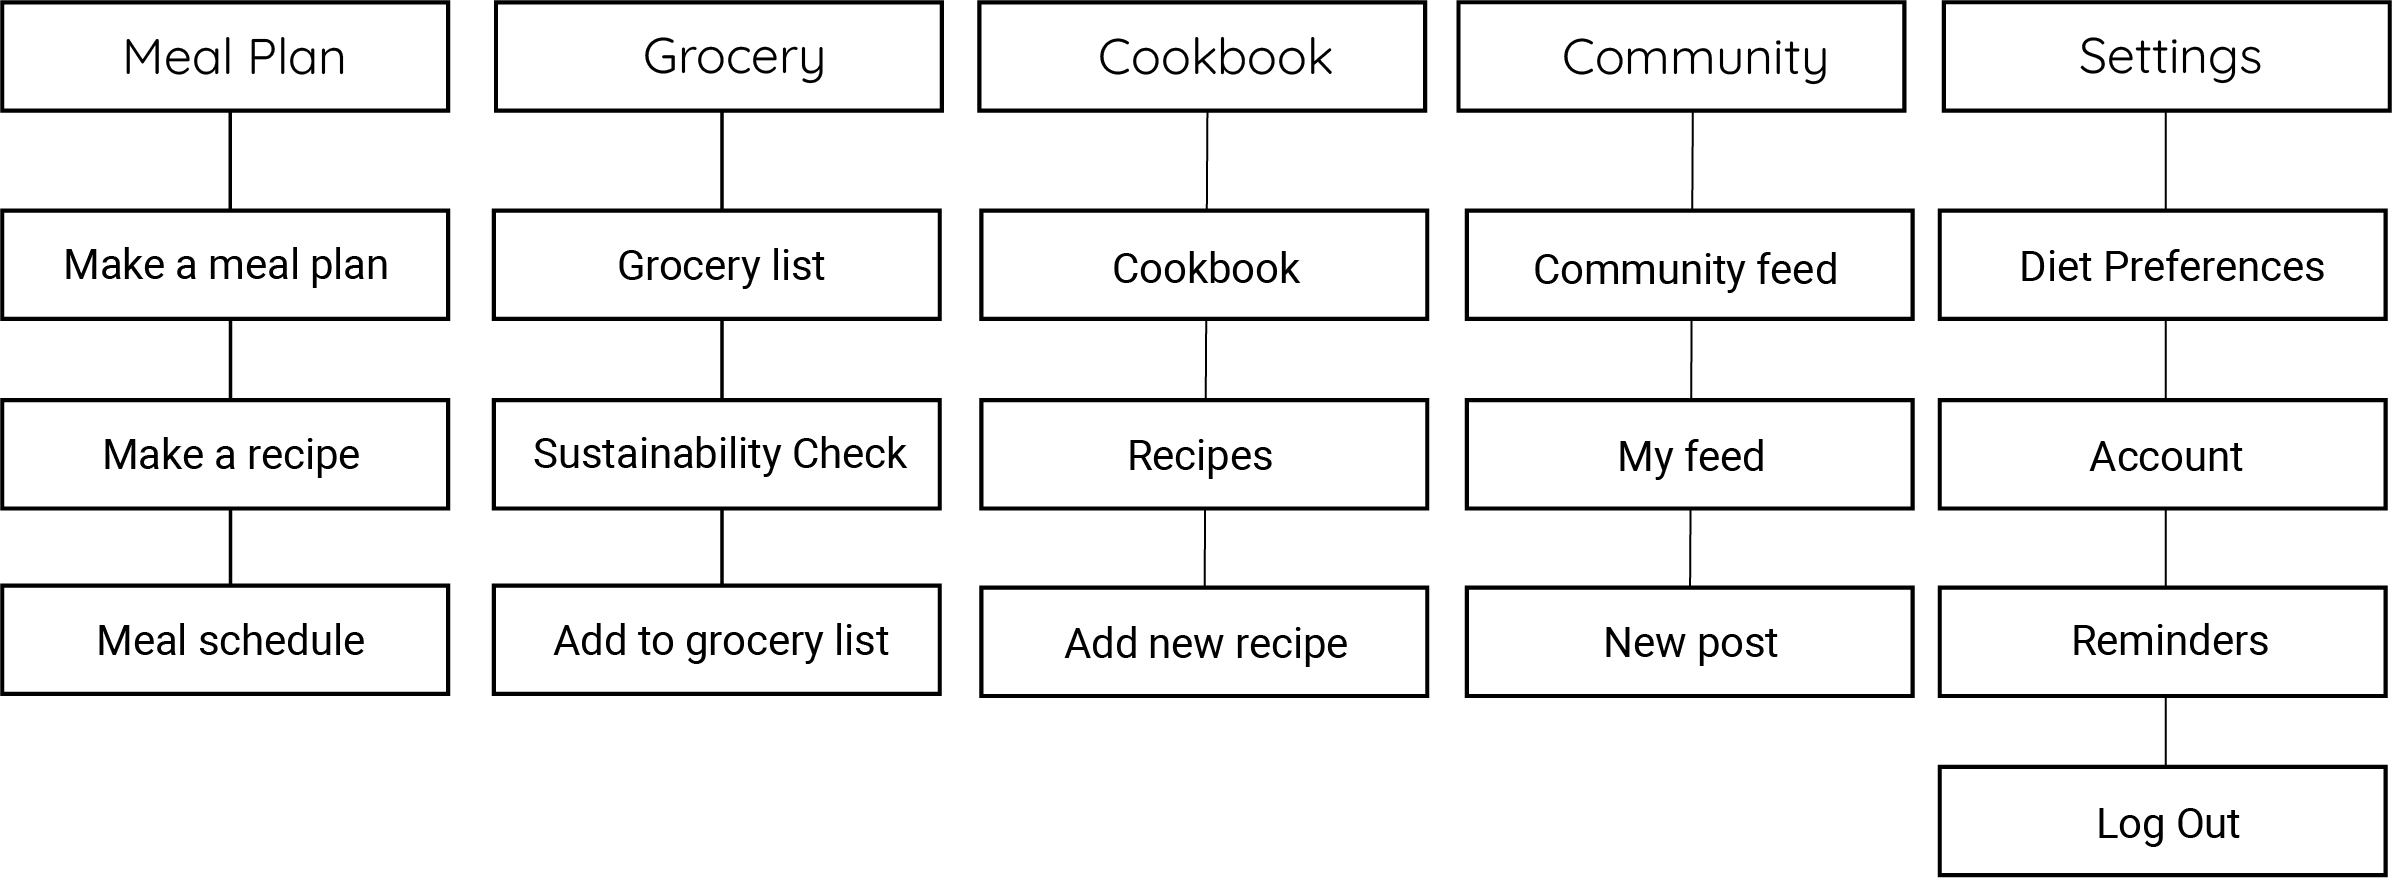 Meal Plan
Grocery
Cookbook
Community
Settings
Make a meal plan
Grocery list
Cookbook
Community feed
Diet Preferences
Make a recipe
Sustainability Check
Recipes
My feed
Account
Meal schedule
Add to grocery list
Add new recipe
New post
Reminders
Log Out